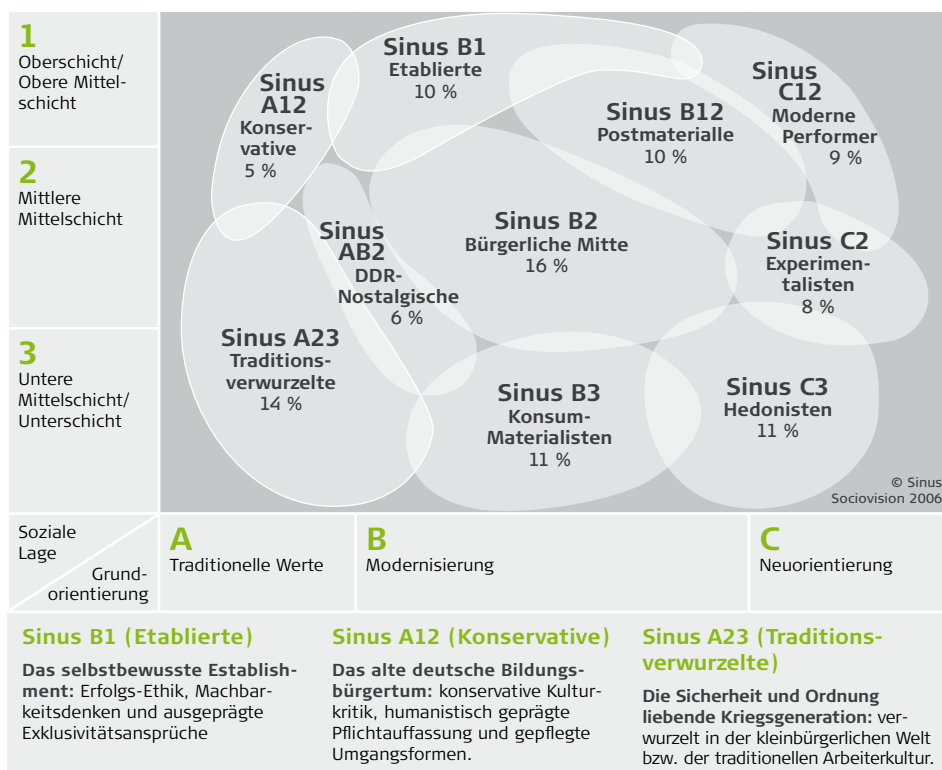 1
Oberschicht/
Obere Mittel-
schicht
2
Mittlere
Mittelschicht
3
Untere
Mittelschicht/
Unterschicht
Sinus B1
Etablierte
10 %
Sinus
A12
Konser-
vative
5 %
Sinus B12
Postmaterialle
10 %
Sinus
C12
Moderne
Performer
9 %
Sinus
AB2
DDR-
Nostalgische
6 %
Sinus B2
Bürgerliche Mitte
16 %
Sinus C2
Experimen-
talisten
8 %
Sinus A23
Traditions-
verwurzelte
14 %
Sinus B3
Konsum-
Materialisten
11 %
Sinus C3
Hedonisten
11 %
© Sinus
Sociovision 2006
Soziale
Lage
Grund-
orientierung
A
Traditionelle Werte
B
Modernisierung
C
Neuorientierung
Sinus B1 (Etablierte)
Das selbstbewusste Establish-
ment: Erfolgs-Ethik, Machbar-
keitsdenken und ausgeprägte
Exklusivitätsansprüche
Sinus A12 (Konservative)
Das alte deutsche Bildungs-
bürgertum: konservative Kultur-
kritik, humanistisch geprägte
Pflichtauffassung und gepflegte
Umgangsformen.
Sinus A23 (Traditions-
verwurzelte)
Die Sicherheit und Ordnung
liebende Kriegsgeneration: ver-
wurzelt in der kleinbürgerlichen Welt
bzw. der traditionellen Arbeiterkultur.